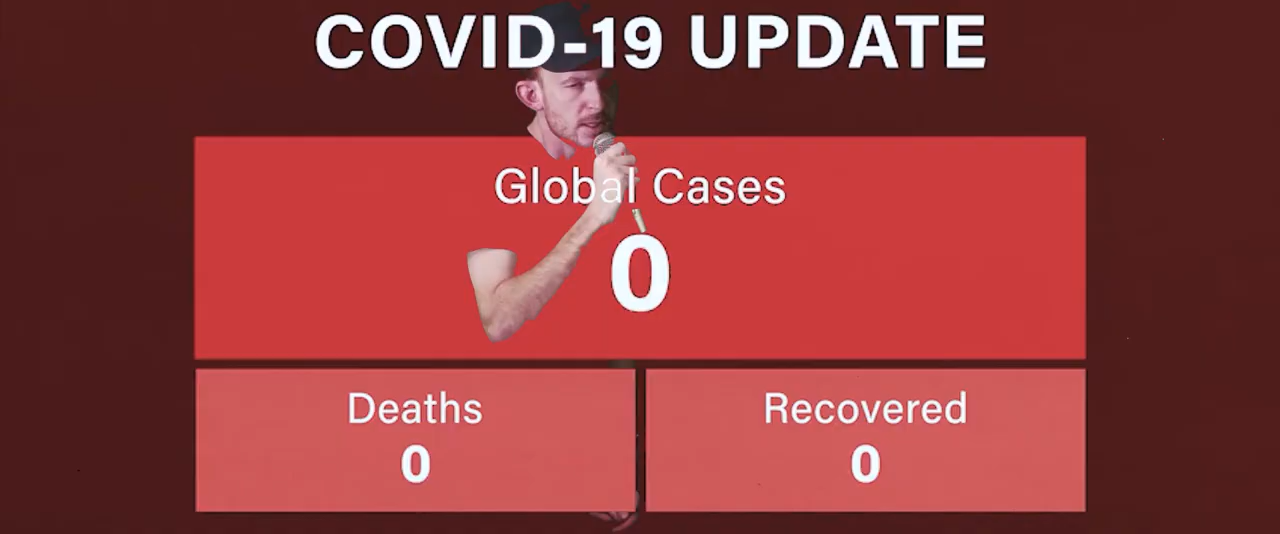 COVID-19 UPDATE
Global Cases
0
Deaths
0
Recovered
0